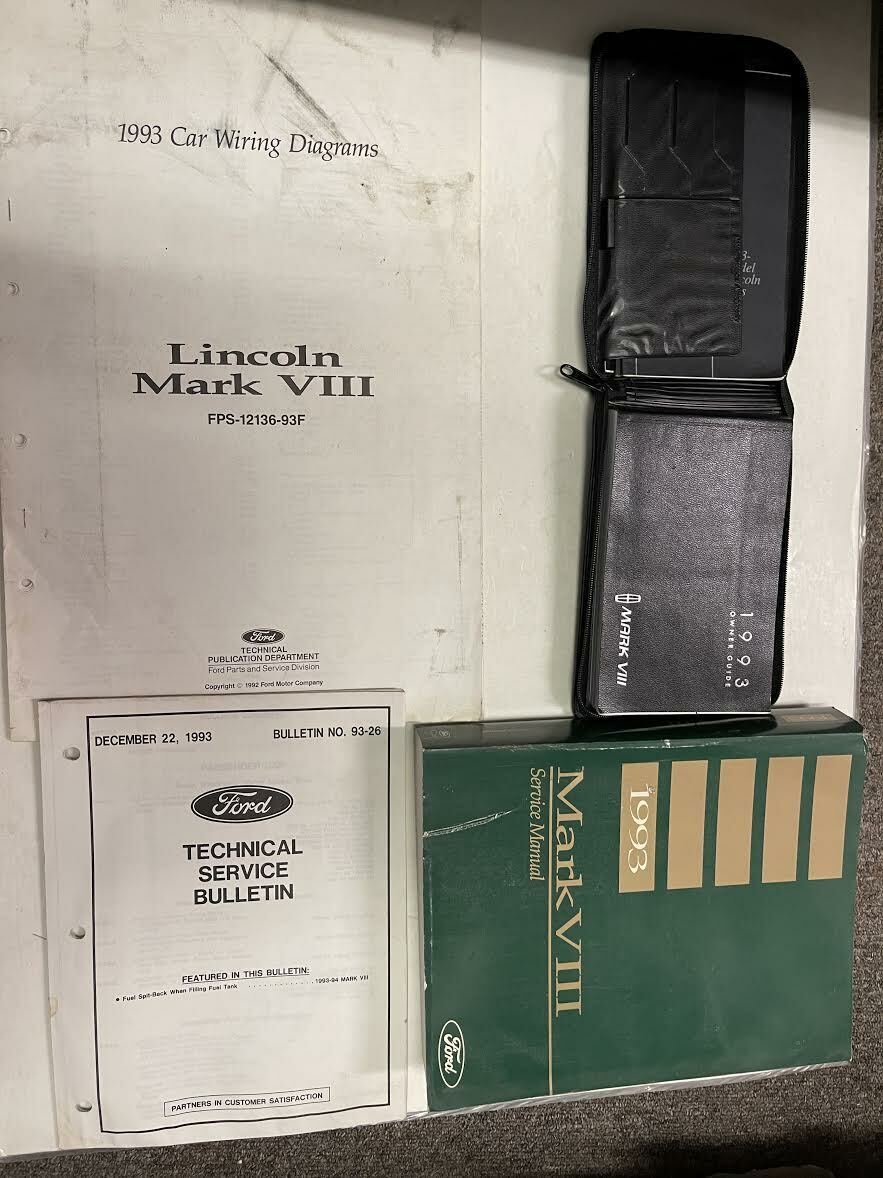 1993 Car Wiring Diagrams
Lincoln
Mark VIII
FPS-12136-93F
Ford
TECHNICAL
PUBLICATION DEPARTMENT
Ford Parts and Service Division
Copyright © 1992 Ford Motor Company
3-
del
coln
s
1993
OWNER GUIDE
MARK VIII
DECEMBER 22, 1993 BULLETIN NO. 93-26
Ford
TECHNICAL
SERVICE
BULLETIN
FEATURED IN THIS BULLETIN:
• Fuel Spit-Back When Filling Fuel Tank . . . . . . . . . . . . . 1993-94 MARK VIII
PARTNERS IN CUSTOMER SATISFACTION
1993
Mark VIII
Service Manual
Ford